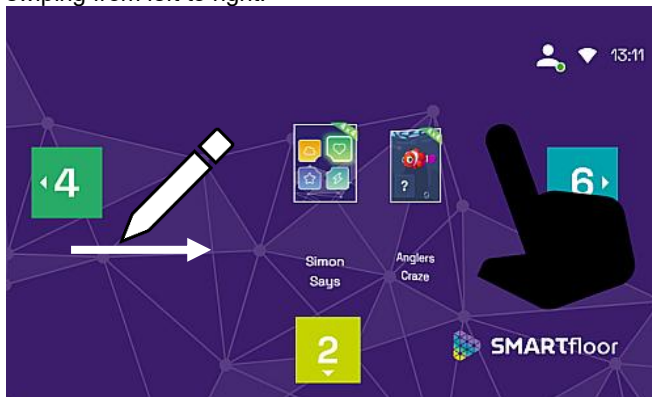 swiping from left to right.
13:11
4
6
?
Simon
Says
Anglers
Craze
2
SMARTfloor